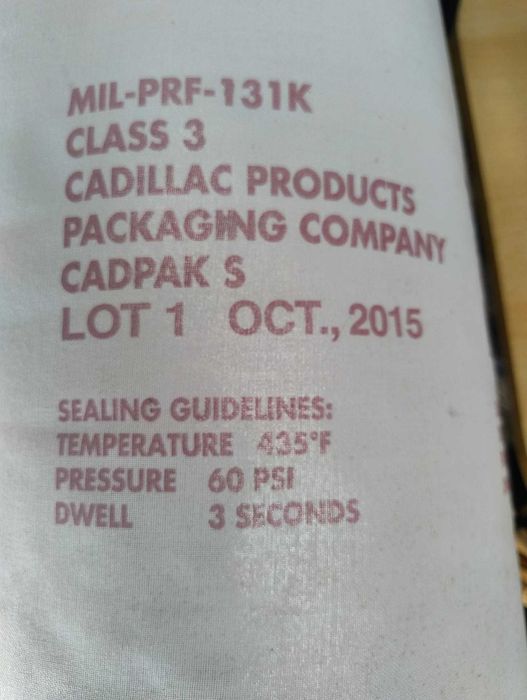 MIL-PRF-131K
CLASS 3
CADILLAC PRODUCTS
PACKAGING COMPANY
CADPAK S
LOT 1 OCT., 2015
SEALING GUIDELINES:
TEMPERATURE 435°F
PRESSURE 60 PSI
DWELL 3 SECONDS